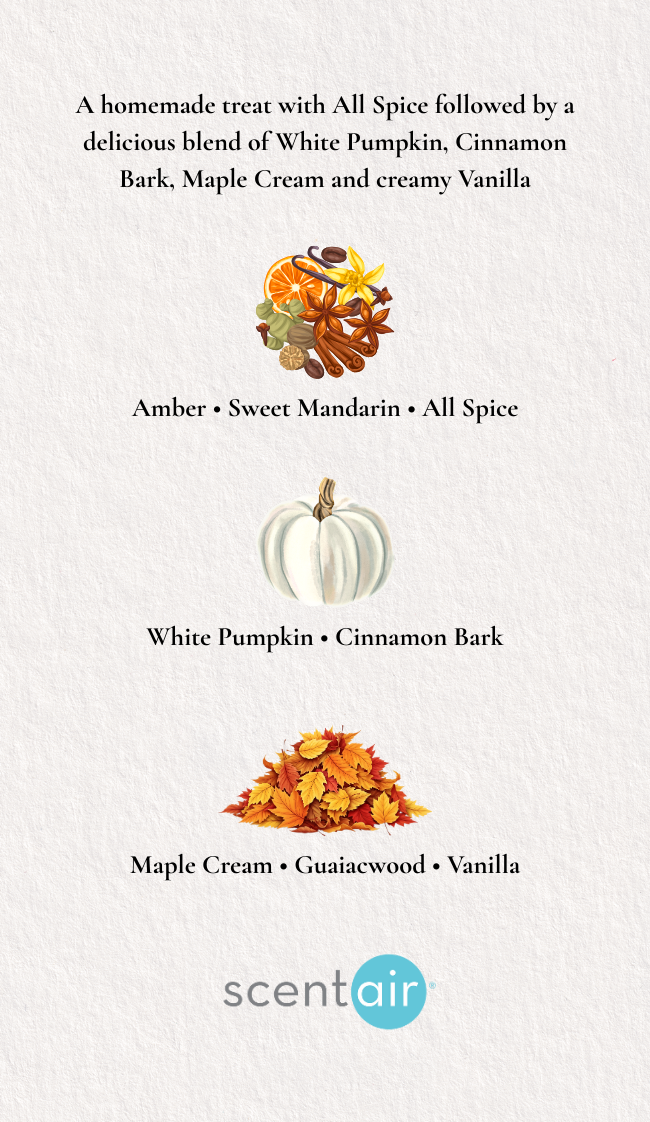 A homemade treat with All Spice followed by a
delicious blend of White Pumpkin, Cinnamon
Bark, Maple Cream and creamy Vanilla
Amber • Sweet Mandarin • All Spice
White Pumpkin • Cinnamon Bark
Maple Cream • Guaiacwood • Vanilla
scentair®